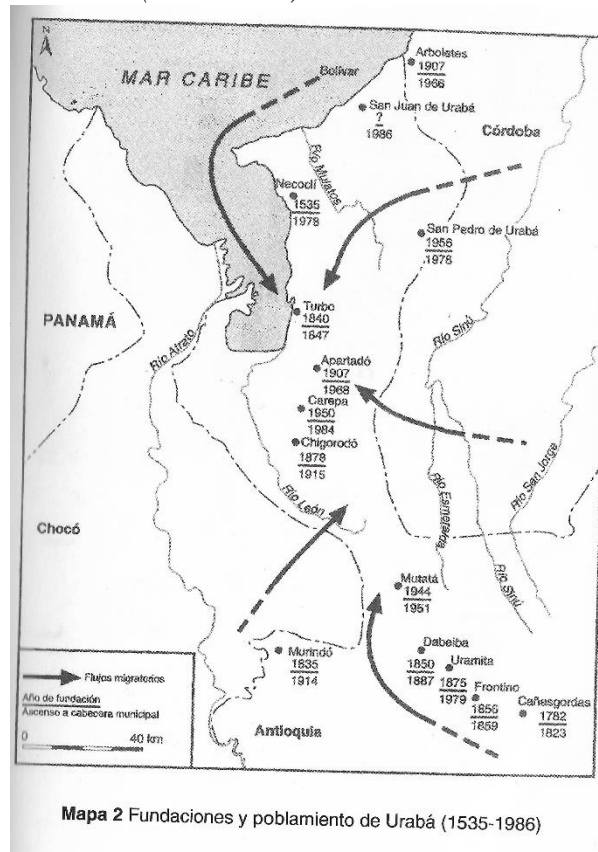 N
MAR CARIBE
Bolívar
Arboletes
1907
1966
San Juan de Urabá
?
1986
Córdoba
Río Mulatos
Necoclí
1535
1978
San Pedro de Urabá
1956
1978
PANAMÁ
Río Atrato
Turbo
1840
1847
Río Sinú
Apartadó
1907
1968
Carepa
1950
1984
Chigorodó
1878
1915
Río León
Río Esmeralda
Río San Jorge
Río Sinú
Chocó
Mutatá
1944
1951
Murindó
1835
1914
Dabeiba
1850
1887
Uramita
1875
1979
Frontino
1856
1859
Cañasgordas
1782
1823
Antioquia
Flujos migratorios
Año de fundación
Ascenso a cabecera municipal
0 40 km
Mapa 2 Fundaciones y poblamiento de Urabá (1535-1986)